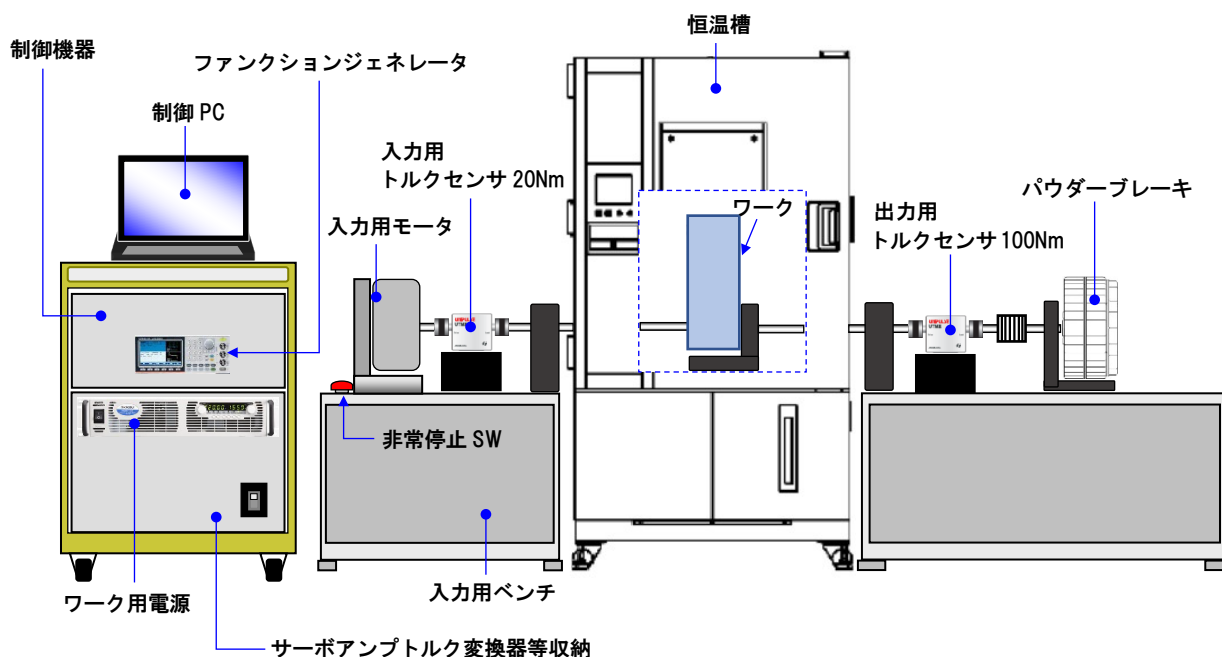 恒温槽
制御機器
ファンクションジェネレータ
制御 PC
入力用
トルクセンサ 20Nm
パウダーブレーキ
ワーク
出力用
トルクセンサ 100Nm
入力用モータ
非常停止 SW
入力用ベンチ
ワーク用電源
サーボアンプトルク変換器等収納